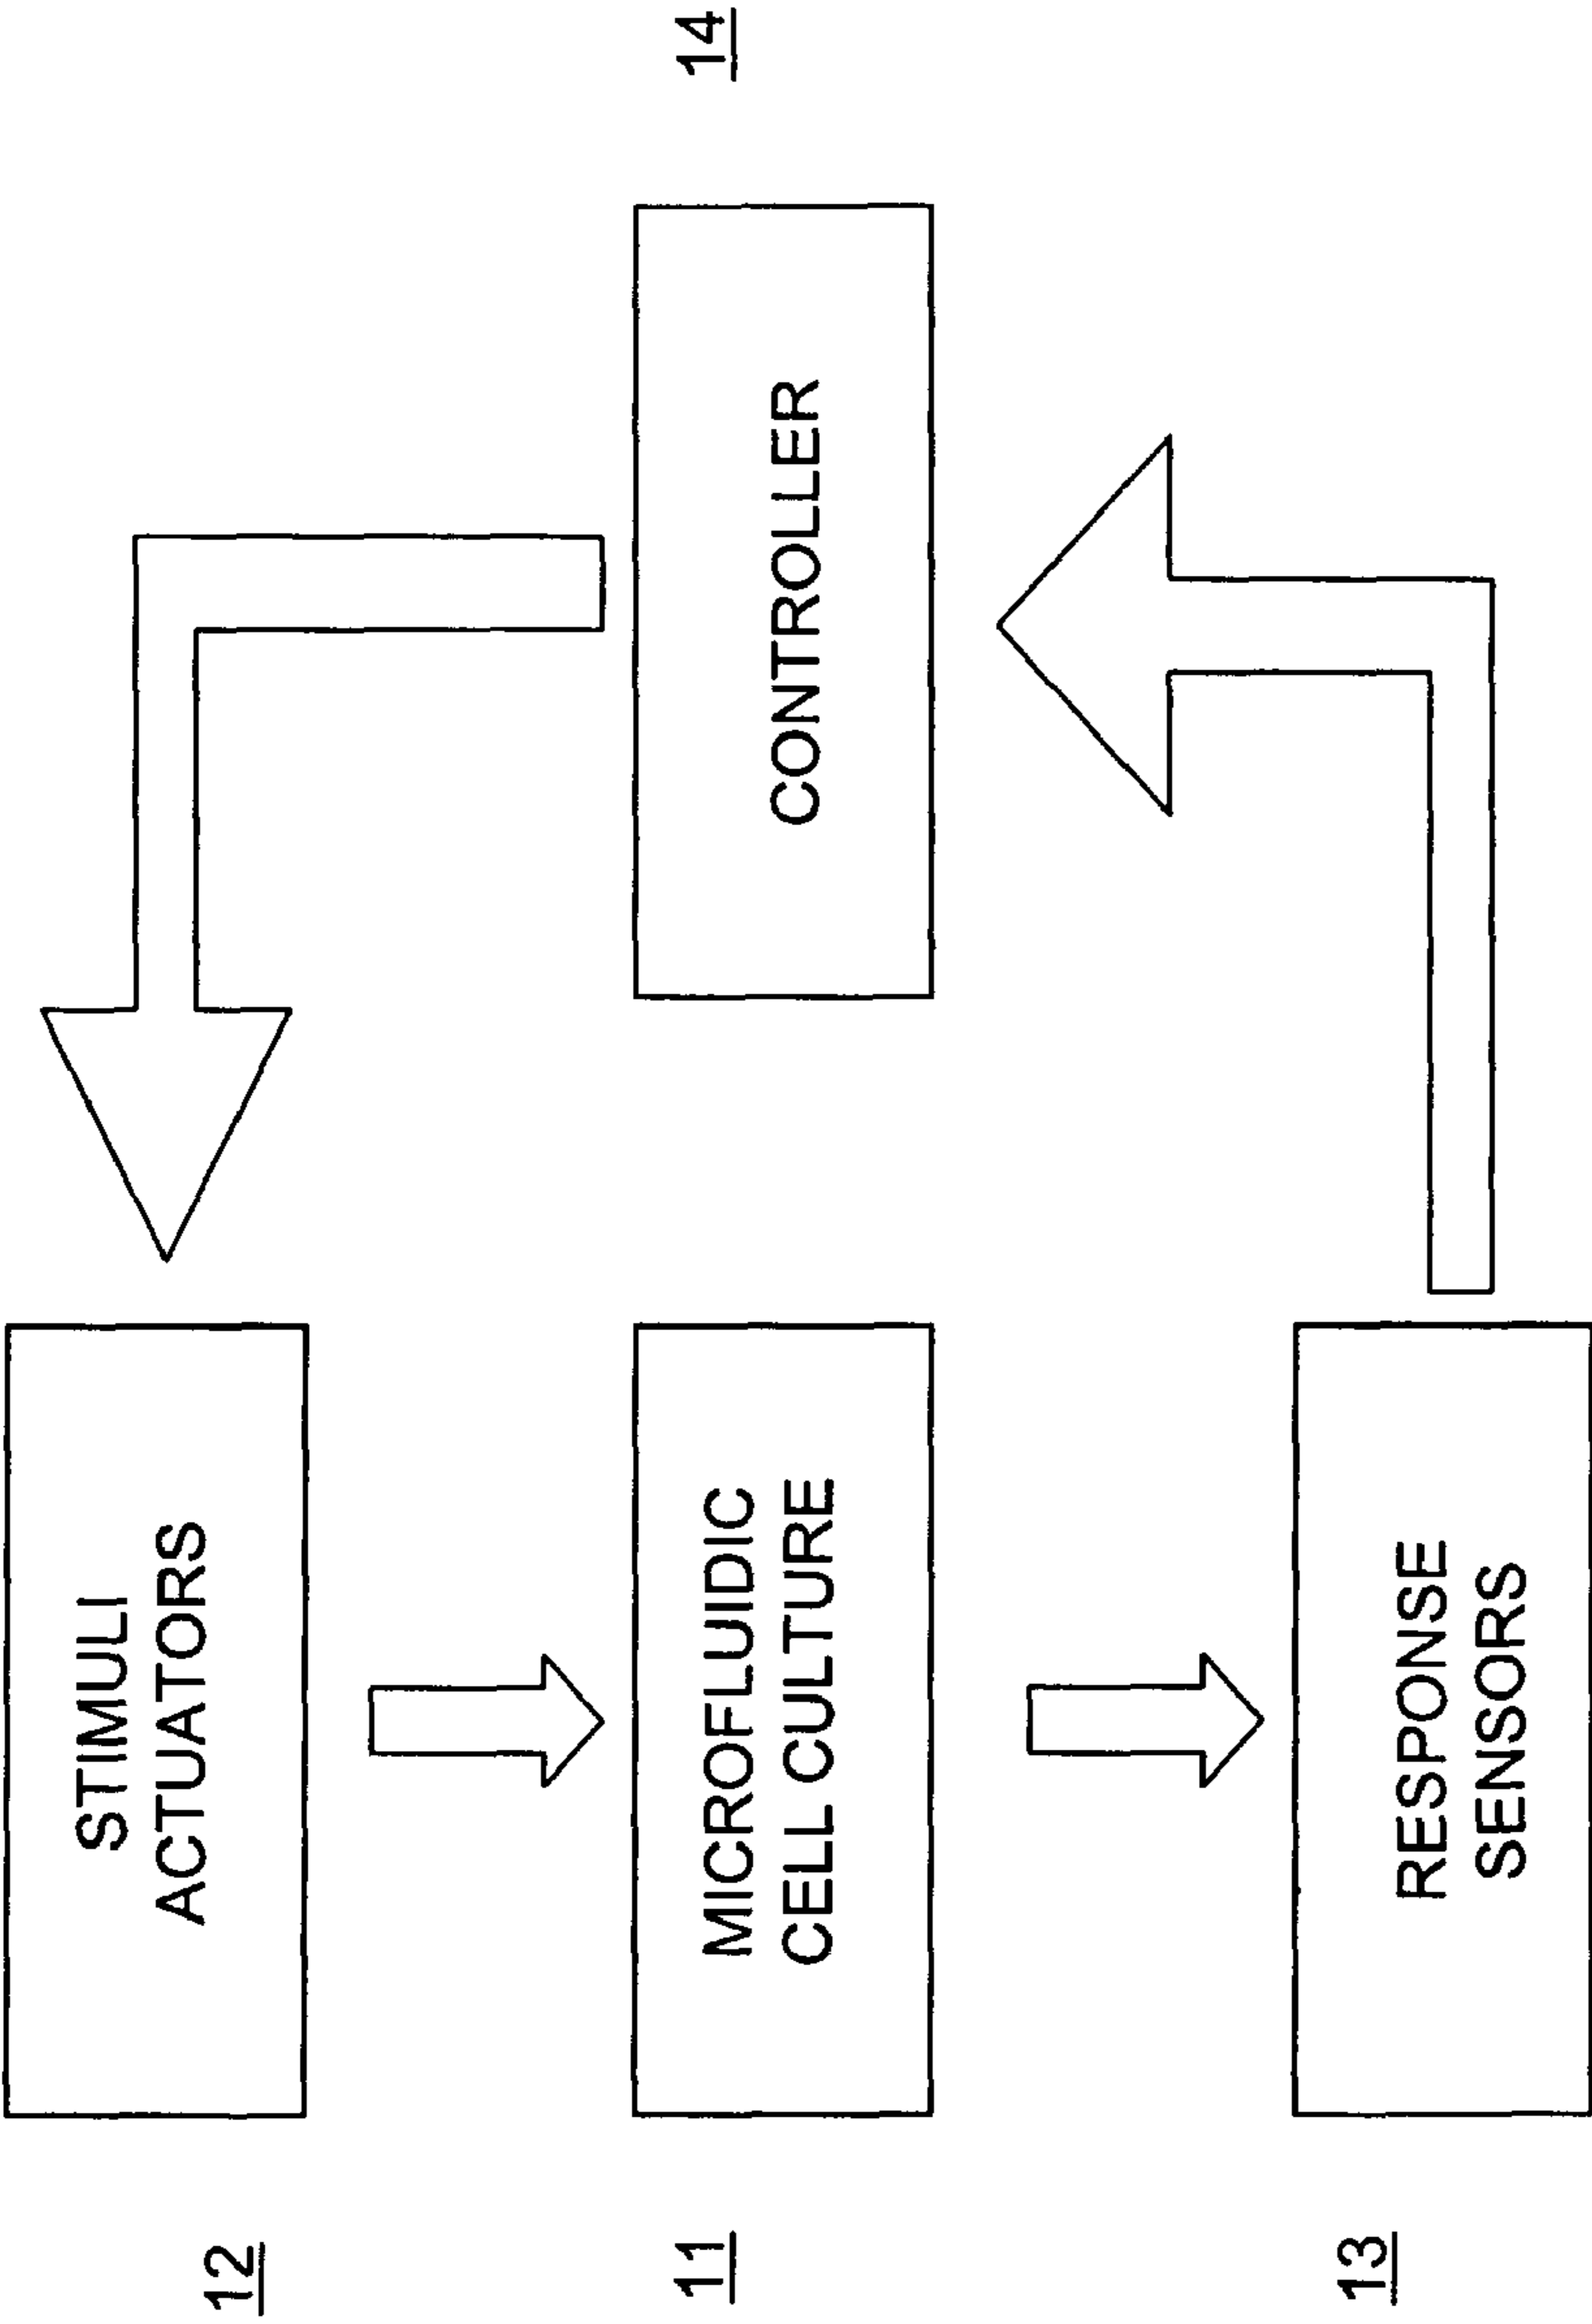 12
STIMULI
ACTUATORS
11
MICROFLUIDIC
CELL CULTURE
CONTROLLER
14
13
RESPONSE
SENSORS